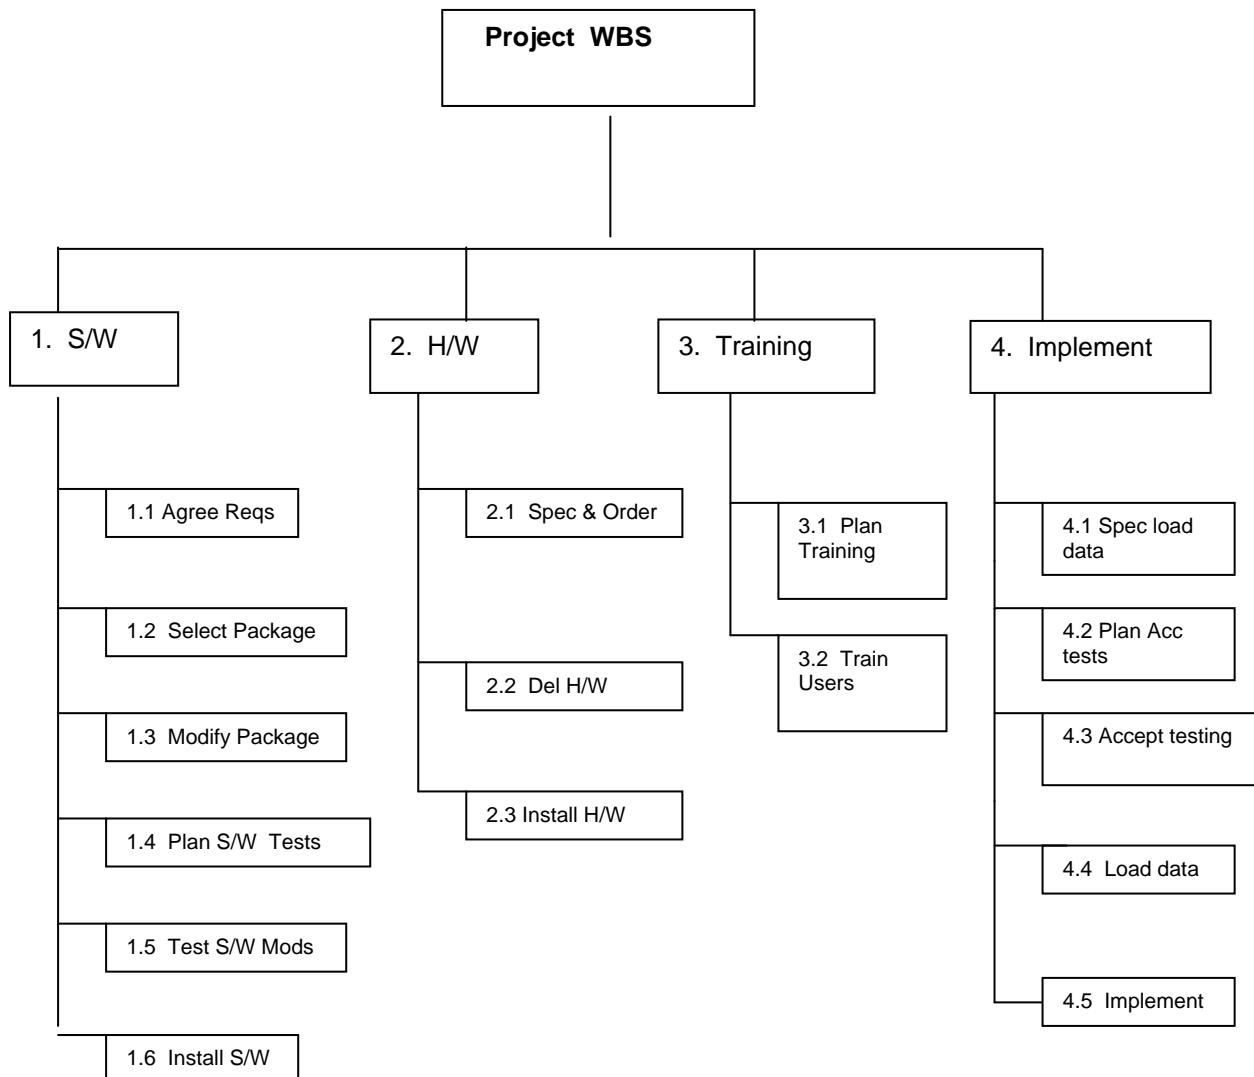 Project WBS
1. S/W
2. H/W
3. Training
4. Implement
1.1 Agree Reqs
1.2 Select Package
1.3 Modify Package
1.4 Plan S/W Tests
1.5 Test S/W Mods
1.6 Install S/W
2.1 Spec & Order
2.2 Del H/W
2.3 Install H/W
3.1 Plan
Training
3.2 Train
Users
4.1 Spec load
data
4.2 Plan Acc
tests
4.3 Accept testing
4.4 Load data
4.5 Implement